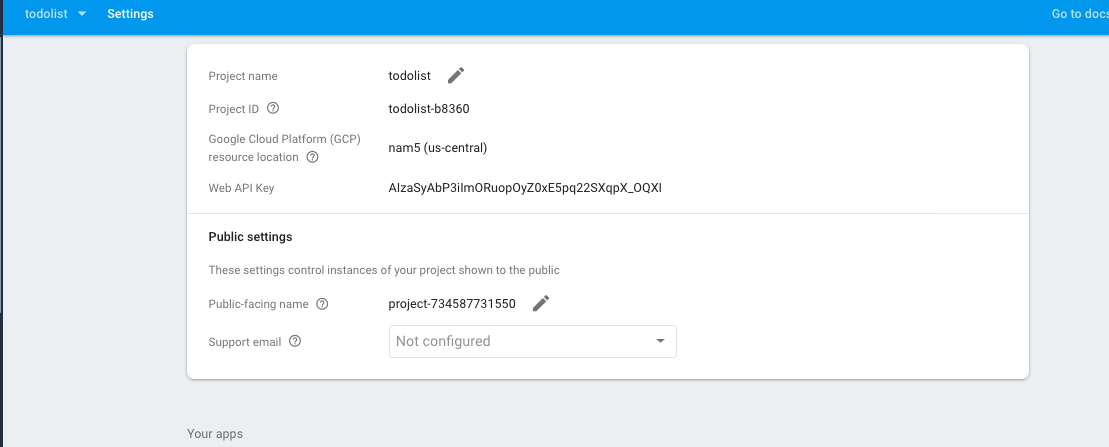 todolist Settings Go to docs
Project name todolist
Project ID todolist-b8360
Google Cloud Platform (GCP)
resource location nam5 (us-central)
Web API Key AIzaSyAbP3iImORuopOyZ0xE5pq22SXqpX_OQXI
Public settings
These settings control instances of your project shown to the public
Public-facing name project-734587731550
Support email Not configured
Your apps